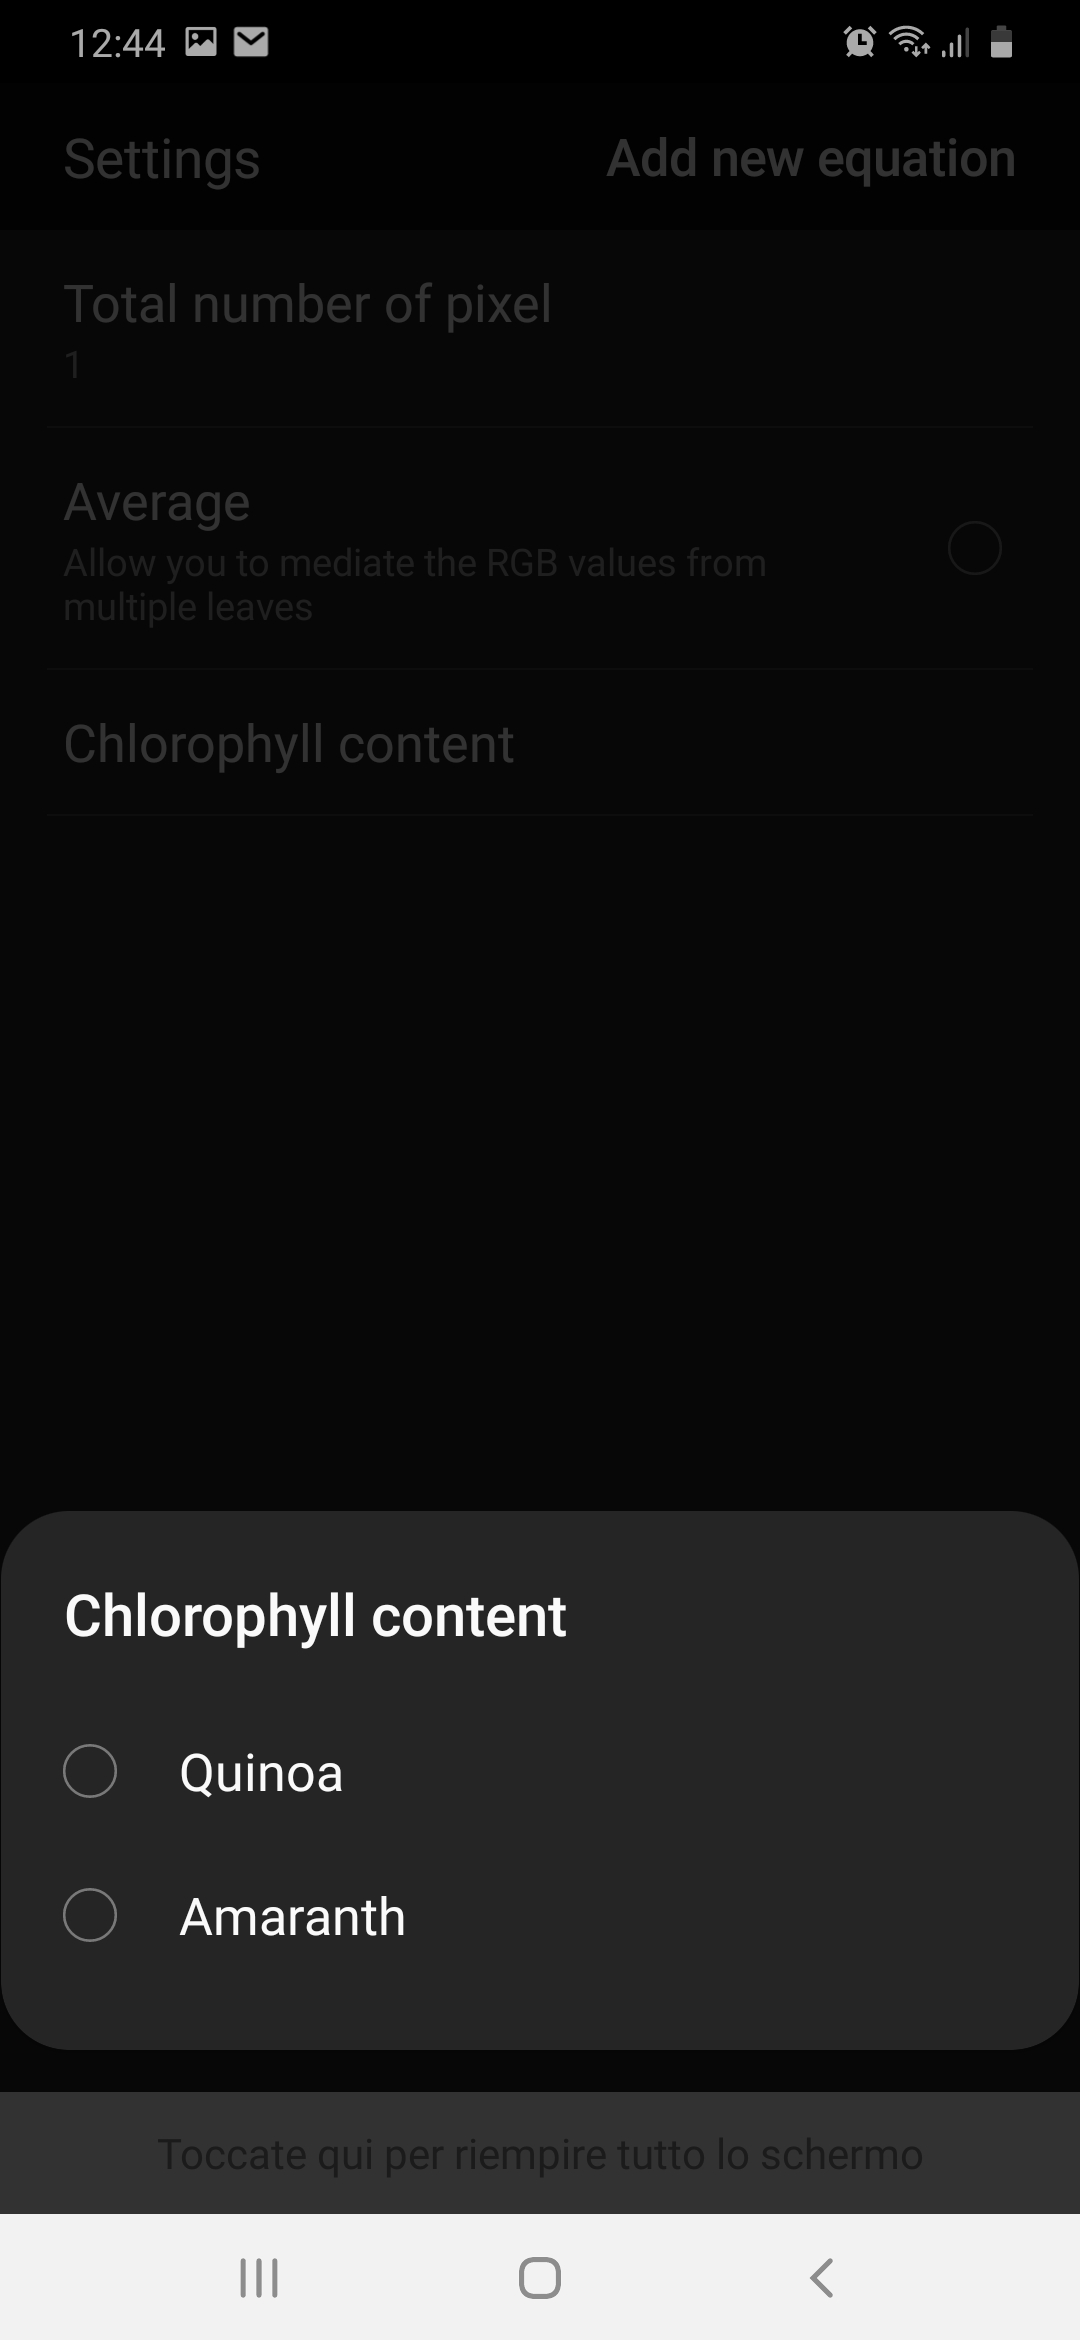 12:44
Settings
Add new equation
Total number of pixel
1
Average
Allow you to mediate the RGB values from
multiple leaves
Chlorophyll content
Chlorophyll content
Quinoa
Amaranth
Toccate qui per riempire tutto lo schermo